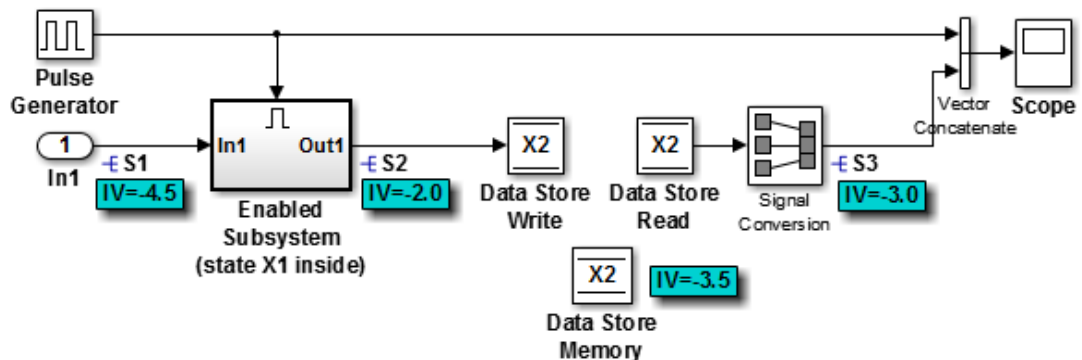 Pulse
Generator
1
In1
S1
IV=-4.5
In1
Out1
Enabled
Subsystem
(state X1 inside)
S2
IV=-2.0
X2
Data Store
Write
X2
Data Store
Read
Signal
Conversion
S3
IV=-3.0
Vector
Concatenate
Scope
X2
IV=-3.5
Data Store
Memory